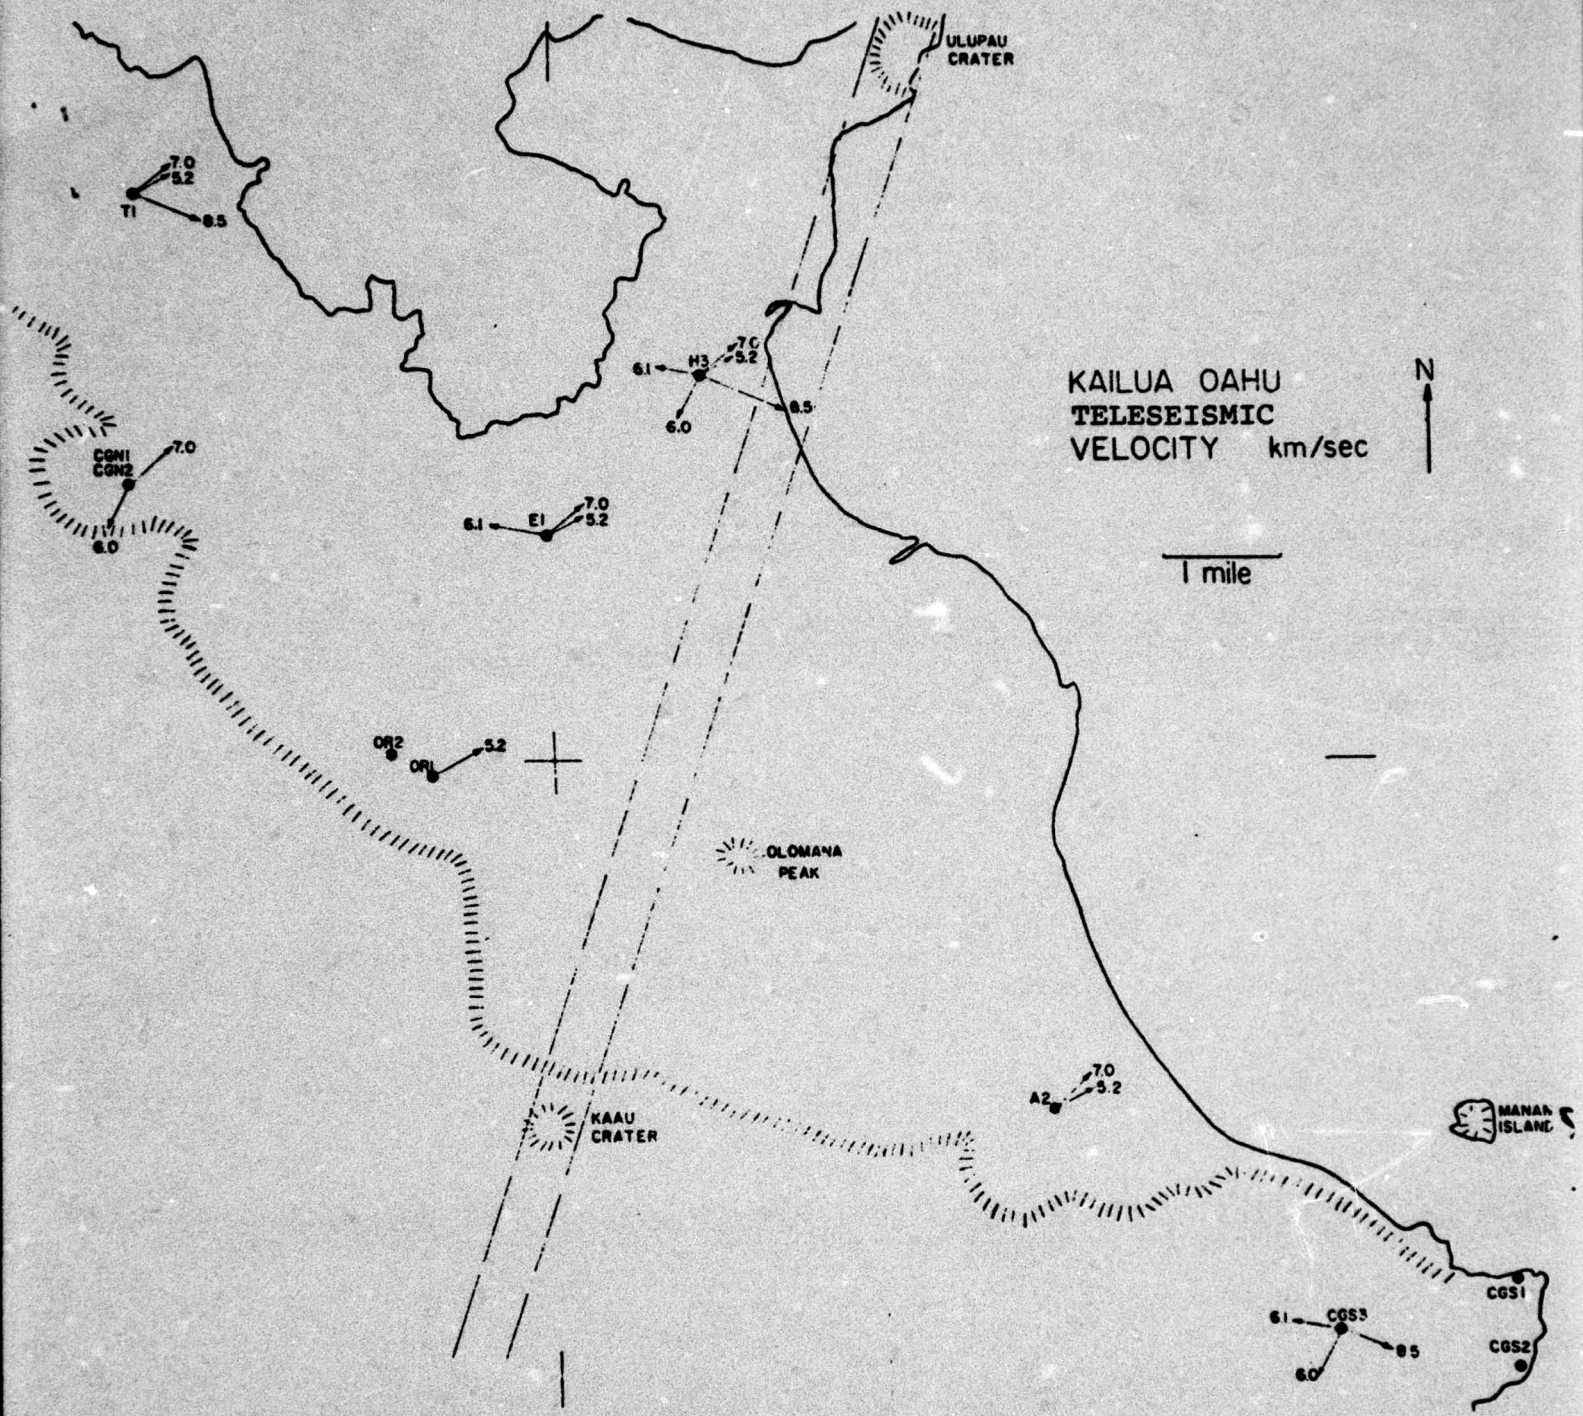 ULUPAU
CRATER
7.0
5.2
T1
8.5
H3
7.0
5.2
6.1
8.5
6.0
KAILUA OAHU
TELESEISMIC
VELOCITY km/sec
N
CGN1
CGN2
7.0
6.0
6.1
E1
7.0
5.2
1 mile
OR2
OR1
5.2
OLOMANA
PEAK
KAAU
CRATER
A2
7.0
5.2
ISLAND
CGS1
6.1
CGS3
8.5
6.0
CGS2